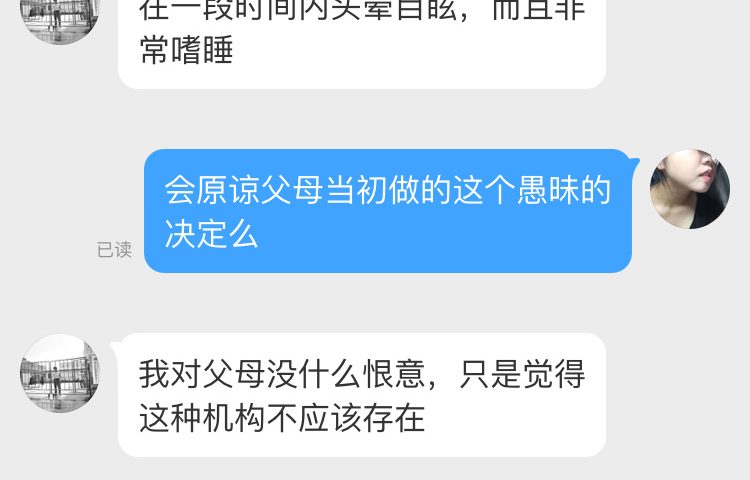 在一段时间内头晕目眩，而且非
常嗜睡
会原谅父母当初做的这个愚昧的
决定么
已读
我对父母没什么恨意，只是觉得
这种机构不应该存在